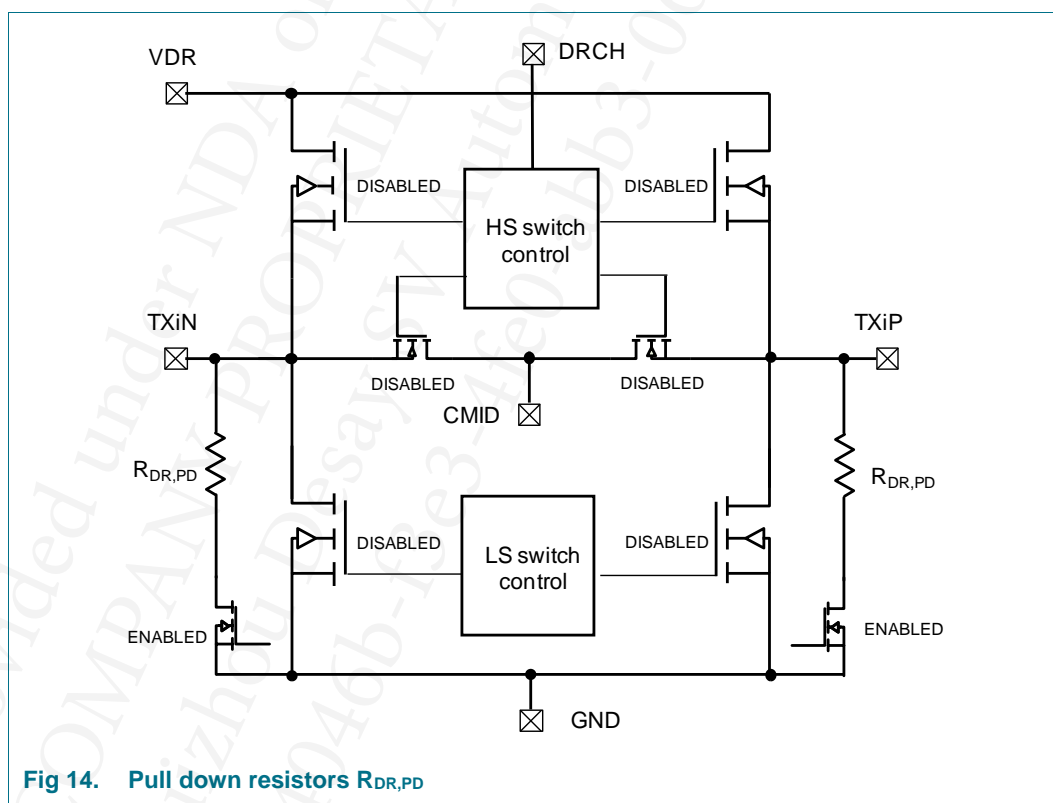 VDR
DRCH
DISABLED
DISABLED
HS switch
control
TXiN
TXiP
DISABLED
DISABLED
CMID
RDR,PD
RDR,PD
DISABLED
DISABLED
LS switch
control
ENABLED
ENABLED
GND
Fig 14. Pull down resistors RDR,PD